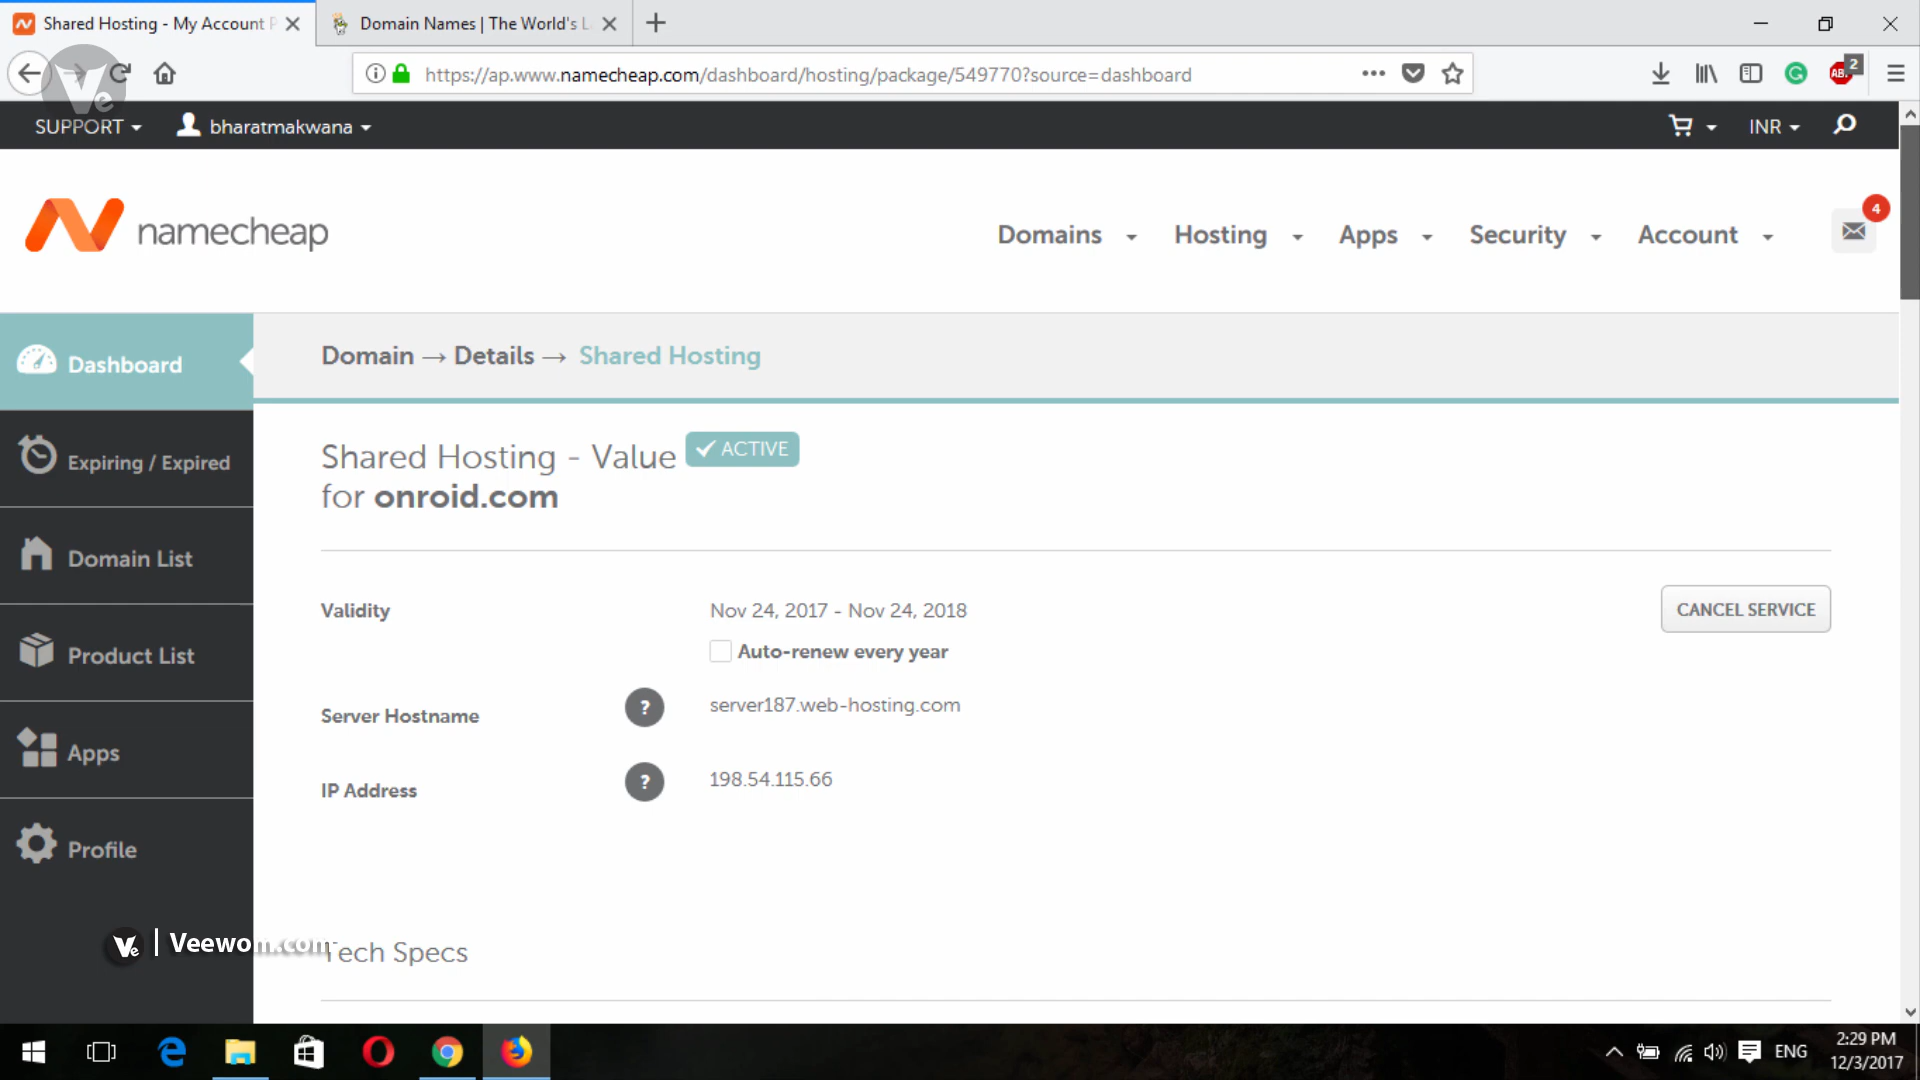 Shared Hosting - My Account P
Domain Names | The World's L
https://ap.www.namecheap.com/dashboard/hosting/package/549770?source=dashboard
ABP
2
Ve
SUPPORT
bharatmakwana
INR
namecheap
Domains
Hosting
Apps
Security
Account
4
Dashboard
Domain → Details → Shared Hosting
Expiring / Expired
Domain List
Product List
Apps
Profile
Shared Hosting - Value
ACTIVE
for onroid.com
Validity
Nov 24, 2017 - Nov 24, 2018
CANCEL SERVICE
Auto-renew every year
Server Hostname
?
server187.web-hosting.com
IP Address
?
198.54.115.66
Ve | Veewom.com
Tech Specs
ENG
2:29 PM
12/3/2017